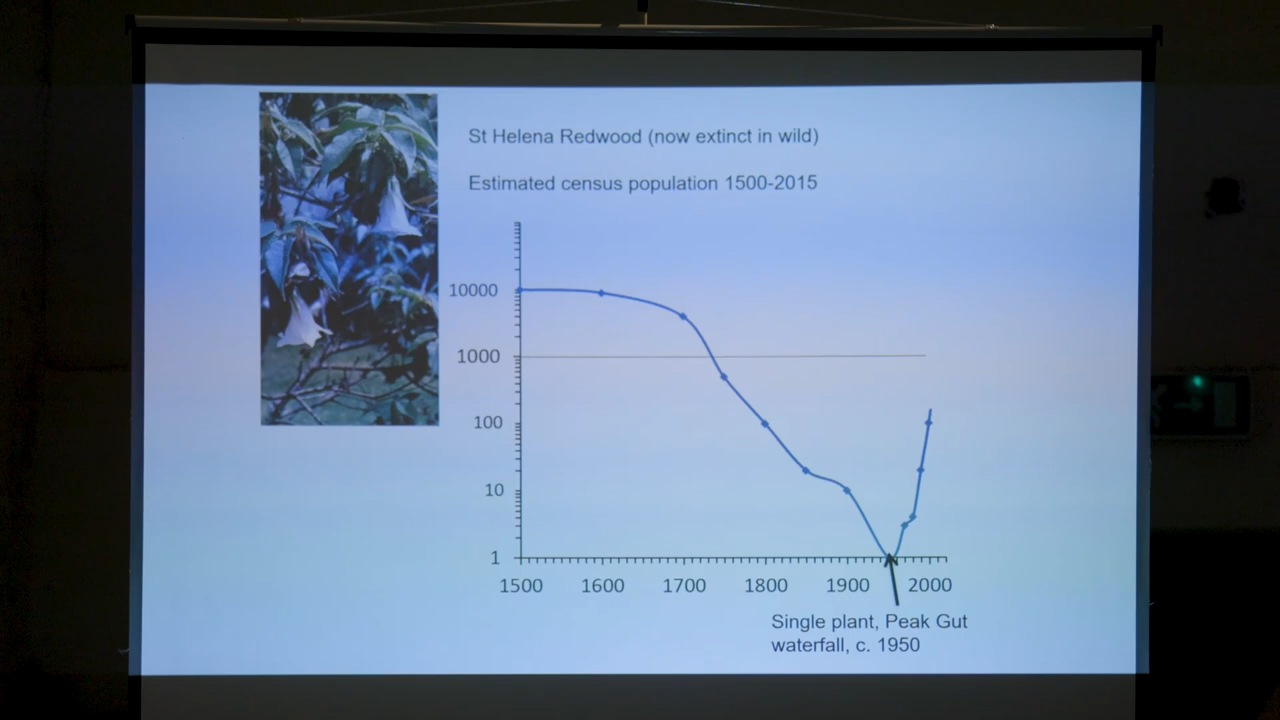 St Helena Redwood (now extinct in wild)
Estimated census population 1500-2015
10000
1000
100
10
1
1500 1600 1700 1800 1900 2000
Single plant, Peak Gut
waterfall, c. 1950